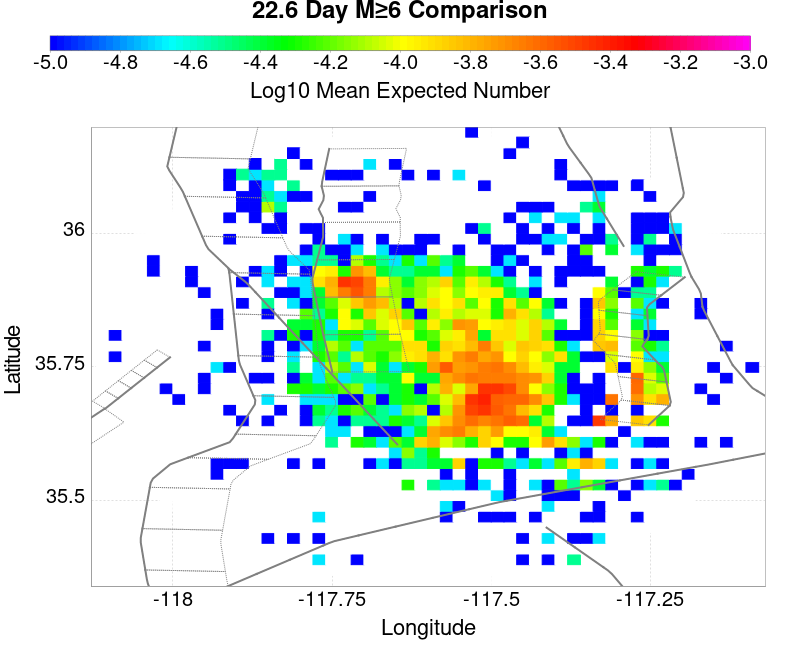 22.6 Day M≥6 Comparison
-5.0 -4.8 -4.6 -4.4 -4.2 -4.0 -3.8 -3.6 -3.4 -3.2 -3.0
Log10 Mean Expected Number
36
35.75
35.5
Latitude
-118 -117.75 -117.5 -117.25
Longitude